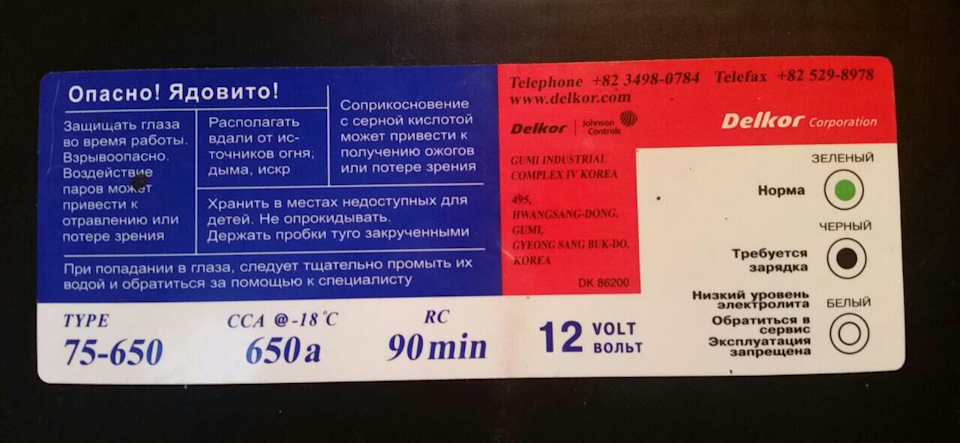 Опасно! Ядовито!
Защищать глаза
во время работы.
Взрывоопасно.
Воздействие
паров может
привести к
отравлению или
потере зрения
Располагать
вдали от ис-
точников огня;
дыма, искр
Соприкосновение
с серной кислотой
может привести к
получению ожогов
или потере зрения
Хранить в местах недоступных для
детей. Не опрокидывать.
Держать пробки туго закрученными
При попадании в глаза, следует тщательно промыть их
водой и обратиться за помощью к специалисту
Telephone +82 3498-0784 Telefax +82 529-8978
www.delkor.com
Delkor Johnson
Controls
Delkor Corporation
GUMI INDUSTRIAL
COMPLEX IV KOREA
495,
HWANGSANG-DONG.
GUMI,
GYEONG SANG BUK-DO.
KOREA
DK 86200
ЗЕЛЕНЫЙ
Норма
ЧЕРНЫЙ
Требуется
зарядка
Низкий уровень
электролита
БЕЛЫЙ
Обратиться в
сервис
Эксплуатация
запрещена
TYPE
75-650
CCA @ -18°C
650a
RC
90 min
12 VOLT
ВОЛЬТ